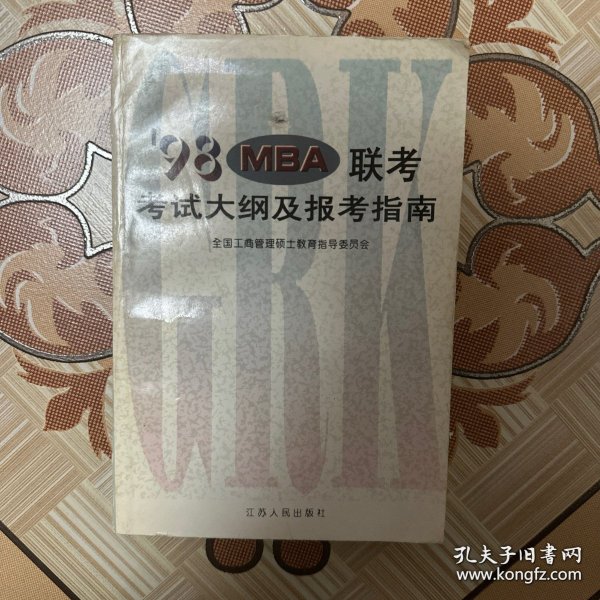 GRK
'98 MBA 联考
考试大纲及报考指南
全国工商管理硕士教育指导委员会
江苏人民出版社
孔夫子旧书网
www.kongfz.com